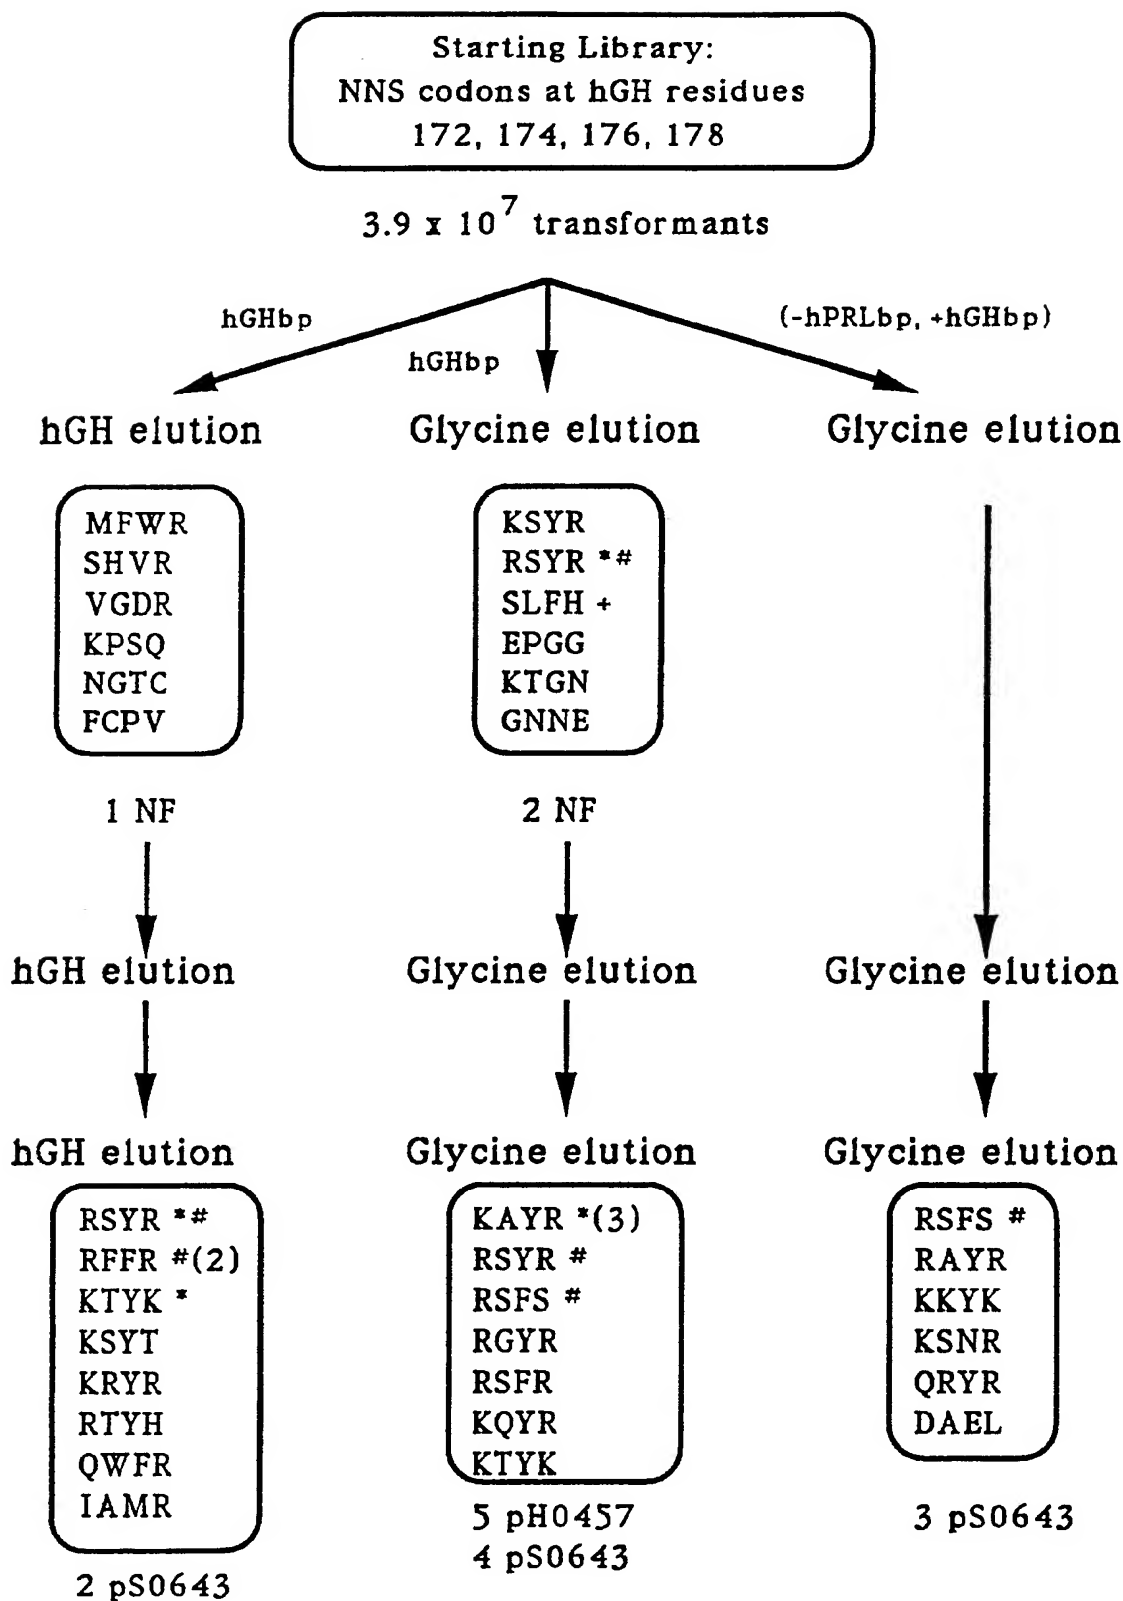 Starting Library:
NNS codons at hGH residues
172, 174, 176, 178
3.9 x 10^7 transformants
hGHbp
hGHbp
(-hPRLbp, +hGHbp)
hGH elution
Glycine elution
Glycine elution
MFWR
SHVR
VGDR
KPSQ
NGTC
FCPV
1 NF
KSYR
RSYR *#
SLFH +
EPGG
KTGN
GNNE
2 NF
hGH elution
Glycine elution
Glycine elution
hGH elution
Glycine elution
Glycine elution
RSYR *#
RFFR #(2)
KTYK *
KSYT
KRYR
RTYH
QWFR
IAMR
2 pS0643
KAYR *(3)
RSYR #
RSFS #
RGYR
RSFR
KQYR
KTYK
5 pH0457
4 pS0643
RSFS #
RAYR
KKYK
KSNR
QRYR
DAEL
3 pS0643